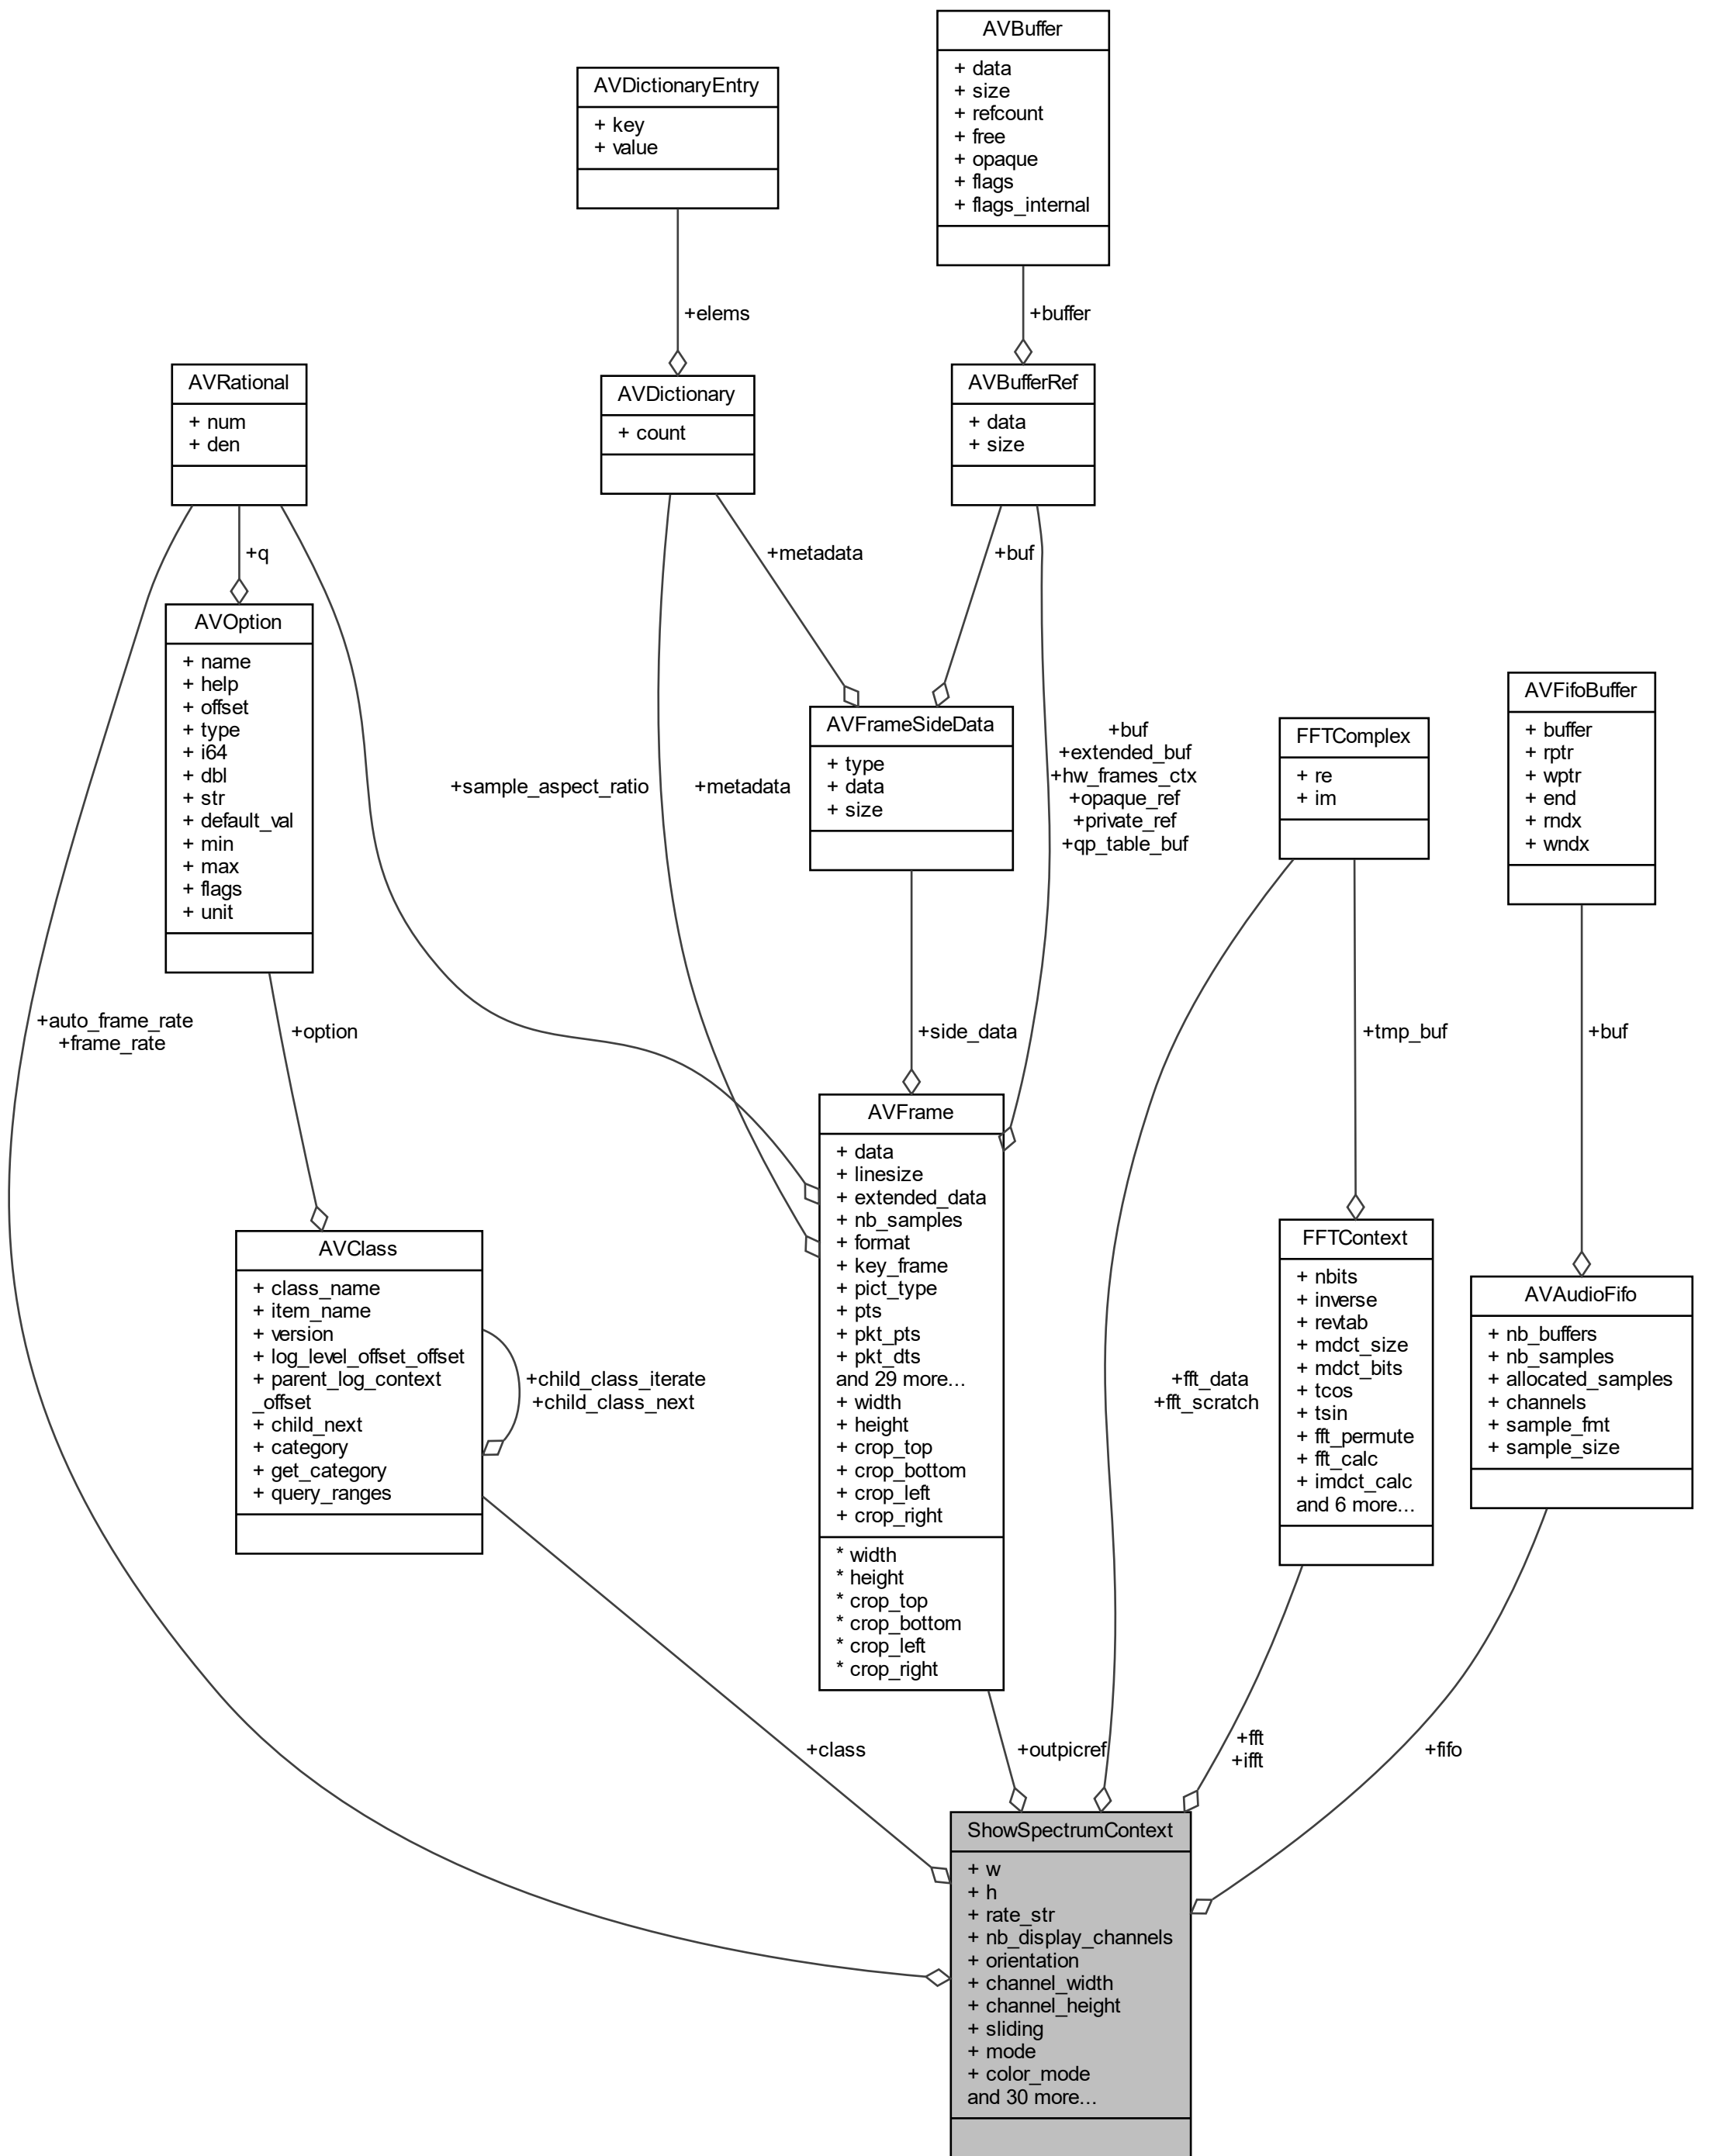 AVBuffer
+ data
+ size
+ refcount
+ free
+ opaque
+ flags
+ flags_internal
AVDictionaryEntry
+ key
+ value
+elems
+buffer
AVRational
+ num
+ den
AVDictionary
+ count
AVBufferRef
+ data
+ size
+q
+metadata
+buf
AVOption
+ name
+ help
+ offset
+ type
+ i64
+ dbl
+ str
+ default_val
+ min
+ max
+ flags
+ unit
+sample_aspect_ratio
+metadata
AVFrameSideData
+ type
+ data
+ size
+buf
+extended_buf
+hw_frames_ctx
+opaque_ref
+private_ref
+qp_table_buf
FFTComplex
+ re
+ im
AVFifoBuffer
+ buffer
+ rptr
+ wptr
+ end
+ rndx
+ wndx
+auto_frame_rate
+frame_rate
+option
+side_data
+tmp_buf
+buf
AVClass
+ class_name
+ item_name
+ version
+ log_level_offset_offset
+ parent_log_context
_offset
+ child_next
+ category
+ get_category
+ query_ranges
+child_class_iterate
+child_class_next
AVFrame
+ data
+ linesize
+ extended_data
+ nb_samples
+ format
+ key_frame
+ pict_type
+ pts
+ pkt_pts
+ pkt_dts
and 29 more...
+ width
+ height
+ crop_top
+ crop_bottom
+ crop_left
+ crop_right
* width
* height
* crop_top
* crop_bottom
* crop_left
* crop_right
+fft_data
+fft_scratch
FFTContext
+ nbits
+ inverse
+ revtab
+ mdct_size
+ mdct_bits
+ tcos
+ tsin
+ fft_permute
+ fft_calc
+ imdct_calc
and 6 more...
AVAudioFifo
+ nb_buffers
+ nb_samples
+ allocated_samples
+ channels
+ sample_fmt
+ sample_size
+class
+outpicref
+fft
+ifft
+fifo
ShowSpectrumContext
+ w
+ h
+ rate_str
+ nb_display_channels
+ orientation
+ channel_width
+ channel_height
+ sliding
+ mode
+ color_mode
and 30 more...